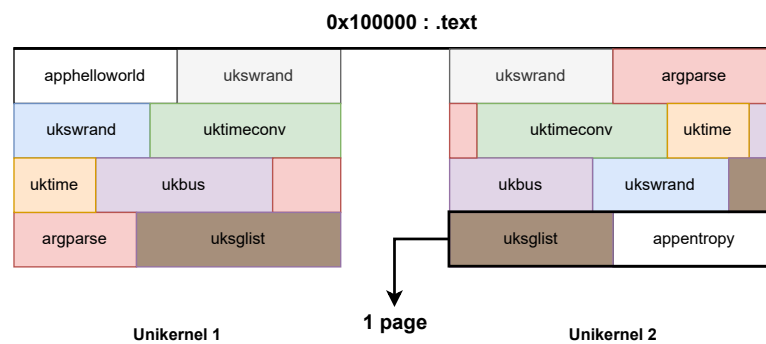 0x100000 : .text
apphelloworld ukswrand
ukswrand uktimeconv
uktime ukbus
argparse uksglist
Unikernel 1
ukswrand argparse
uktimeconv uktime
ukbus ukswrand
uksglist appentropy
1 page
Unikernel 2